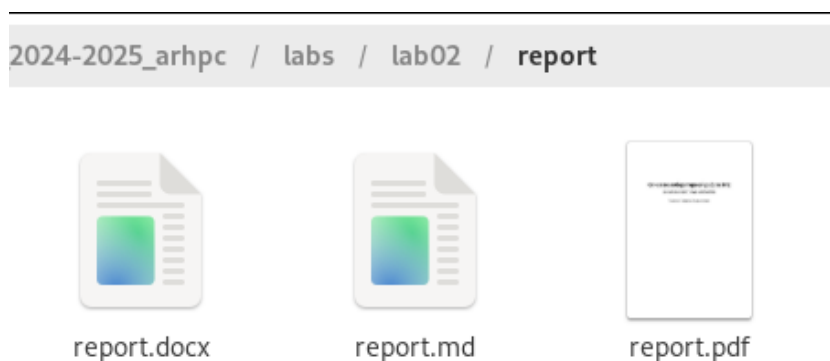 2024-2025_arhpc / labs / lab02 / report
report.docx report.md report.pdf